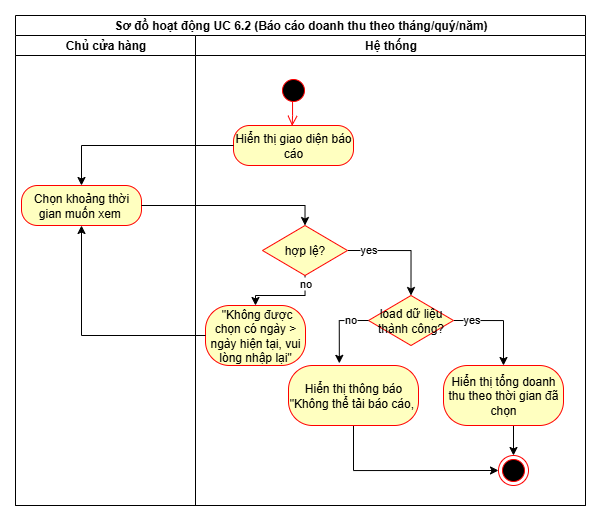 Sơ đồ hoạt động UC 6.2 (Báo cáo doanh thu theo tháng/quý/năm)
Chủ cửa hàng
Hệ thống
Hiển thị giao diện báo
cáo
Chọn khoảng thời
gian muốn xem
hợp lệ?
yes
no
"Không được
chọn có ngày >
ngày hiện tại, vui
lòng nhập lại"
load dữ liệu
thành công?
no
yes
Hiển thị thông báo
"Không thể tải báo cáo,
Hiển thị tổng doanh
thu theo thời gian đã
chọn